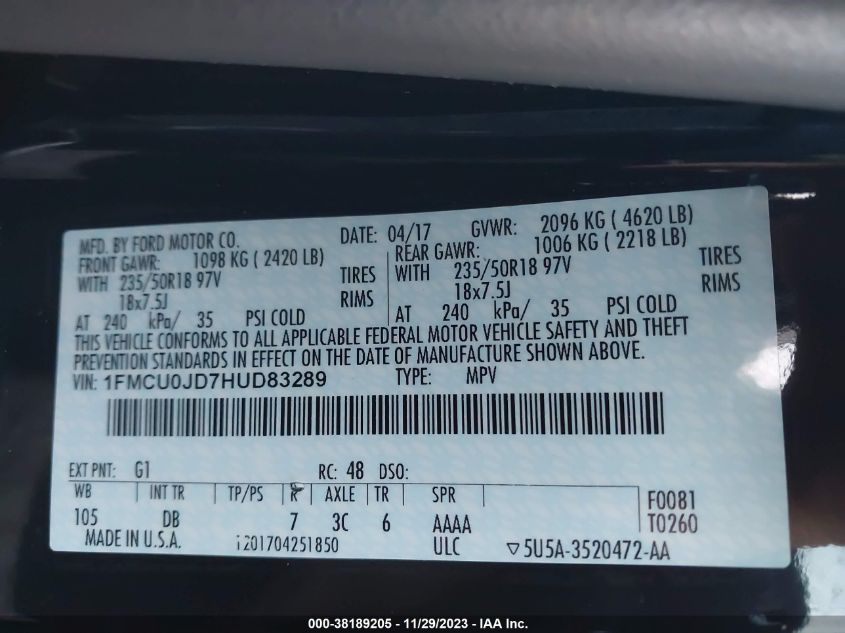 MFD. BY FORD MOTOR CO. DATE: 04/17 GVWR: 2096 KG ( 4620 LB)
FRONT GAWR: 1098 KG ( 2420 LB) REAR GAWR: 1006 KG ( 2218 LB)
WITH 235/50R18 97V TIRES WITH 235/50R18 97V TIRES
18x7.5J RIMS 18x7.5J RIMS
AT 240 kPa/ 35 PSI COLD AT 240 kPa/ 35 PSI COLD
THIS VEHICLE CONFORMS TO ALL APPLICABLE FEDERAL MOTOR VEHICLE SAFETY AND THEFT
PREVENTION STANDARDS IN EFFECT ON THE DATE OF MANUFACTURE SHOWN ABOVE.
VIN: 1FMCU0JD7HUD83289 TYPE: MPV
EXT PNT: G1 RC: 48 DSO:
WB INT TR TP/PS R AXLE TR SPR F0081
105 DB 7 3C 6 AAAA T0260
MADE IN U.S.A. 201704251850 ULC ▽5U5A-3520472-AA
000-38189205 - 11/29/2023 - IAA Inc.